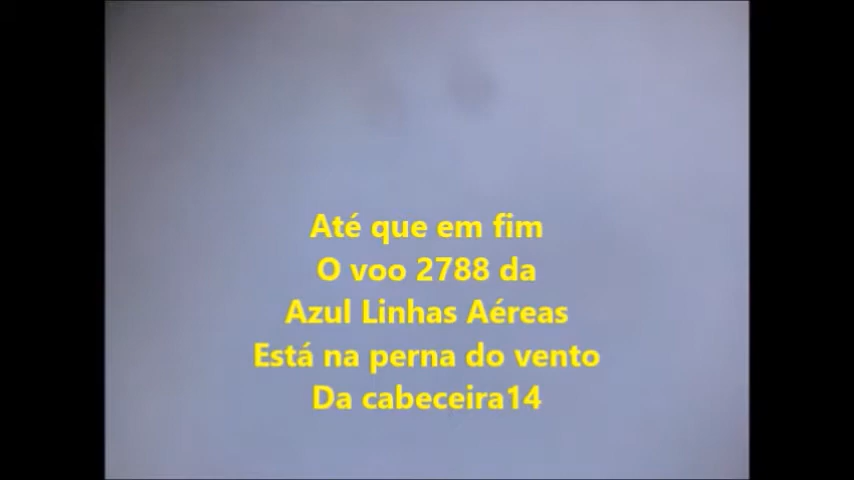 Até que em fim
O voo 2788 da
Azul Linhas Aéreas
Está na perna do vento
Da cabeceira14